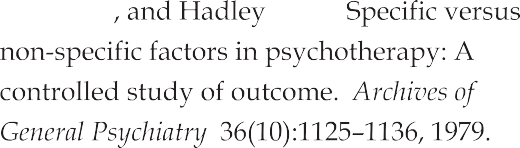 , and Hadley Specific versus
non-specific factors in psychotherapy: A
controlled study of outcome. Archives of
General Psychiatry 36(10):1125–1136, 1979.